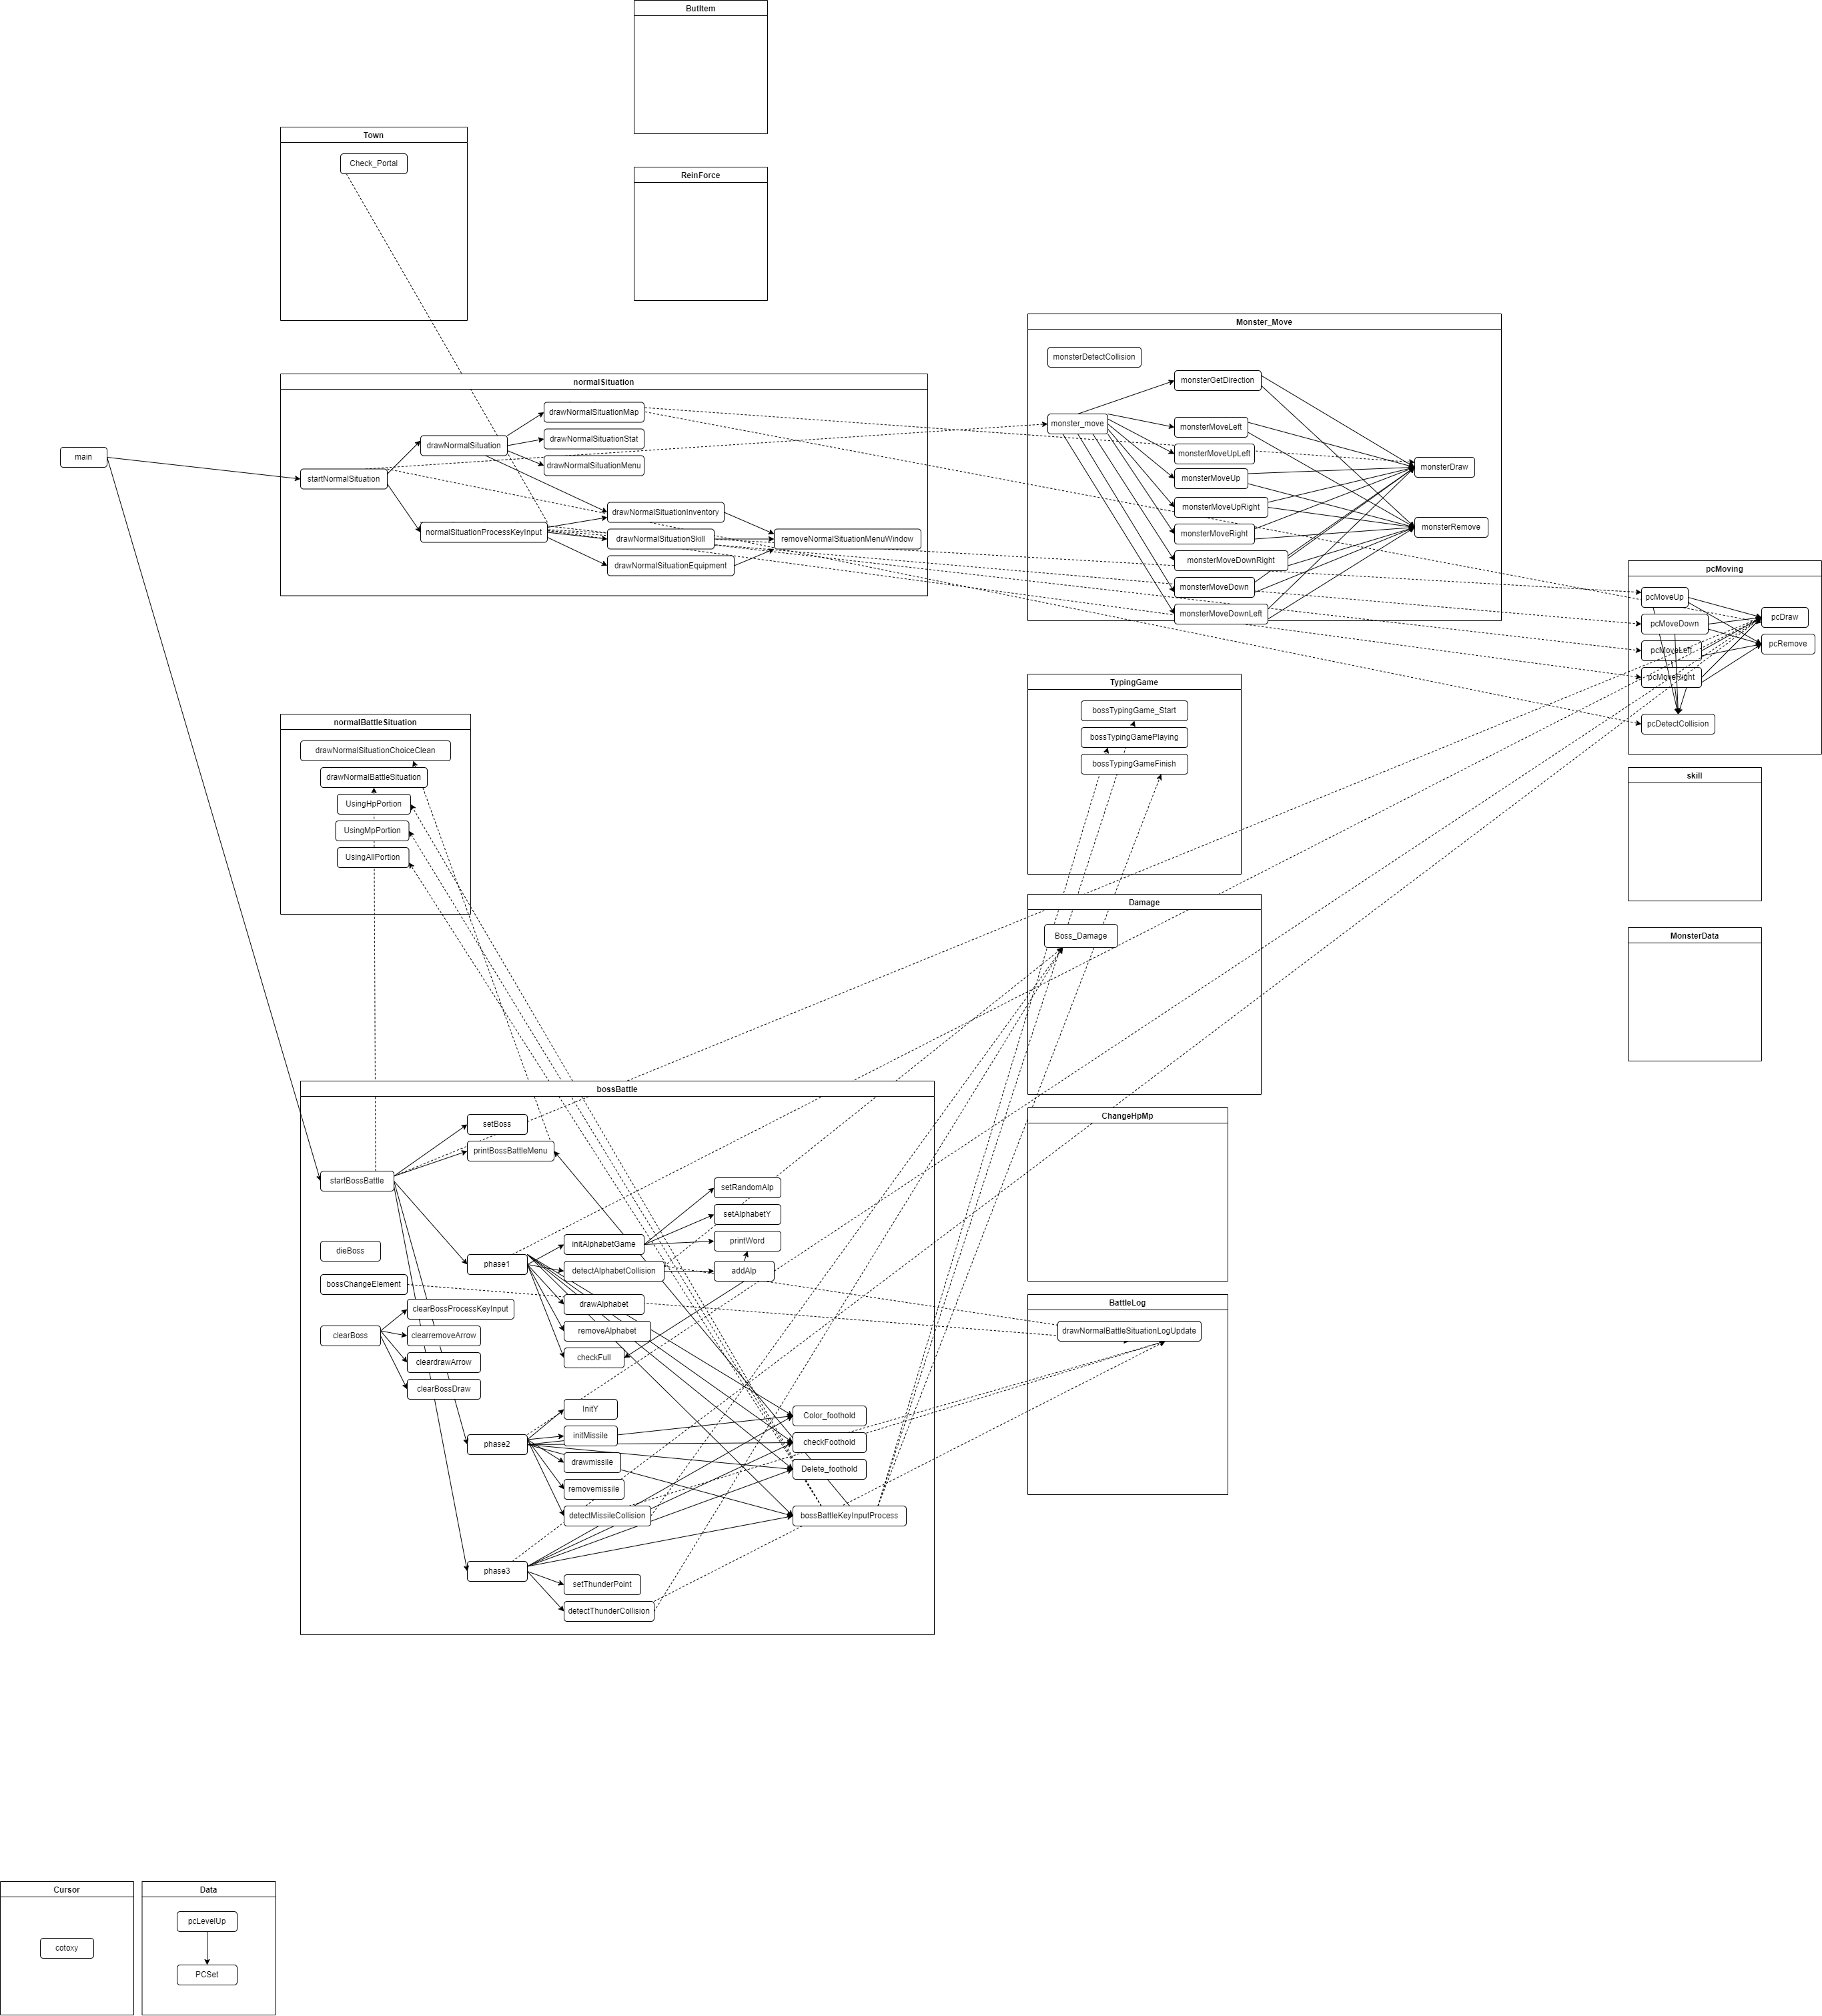 ButItem
Town
Check_Portal
ReinForce
Monster_Move
monsterDetectCollision
monsterGetDirection
monster_move
monsterMoveLeft
monsterMoveUpLeft
monsterMoveUp
monsterMoveUpRight
monsterMoveRight
monsterMoveDownRight
monsterMoveDown
monsterMoveDownLeft
monsterDraw
monsterRemove
normalSituation
drawNormalSituationMap
drawNormalSituation
drawNormalSituationStat
drawNormalSituationMenu
main
startNormalSituation
drawNormalSituationInventory
normalSituationProcessKeyInput
drawNormalSituationSkill
removeNormalSituationMenuWindow
drawNormalSituationEquipment
pcMoving
pcMoveUp
pcMoveDown
pcMoveLeft
pcMoveRight
pcDraw
pcRemove
pcDetectCollision
TypingGame
bossTypingGame_Start
bossTypingGamePlaying
bossTypingGameFinish
normalBattleSituation
drawNormalSituationChoiceClean
drawNormalBattleSituation
UsingHpPortion
UsingMpPortion
UsingAllPortion
skill
Damage
Boss_Damage
MonsterData
bossBattle
setBoss
printBossBattleMenu
startBossBattle
setRandomAlp
setAlphabetY
printWord
addAlp
dieBoss
initAlphabetGame
phase1
detectAlphabetCollision
bossChangeElement
drawAlphabet
clearBossProcessKeyInput
clearBoss
clearremoveArrow
removeAlphabet
cleardrawArrow
checkFull
clearBossDraw
InitY
Color_foothold
initMissile
phase2
checkFoothold
drawmissile
Delete_foothold
removemissile
detectMissileCollision
bossBattleKeyInputProcess
phase3
setThunderPoint
detectThunderCollision
ChangeHpMp
BattleLog
drawNormalBattleSituationLogUpdate
Cursor
cotoxy
Data
pcLevelUp
PCSet